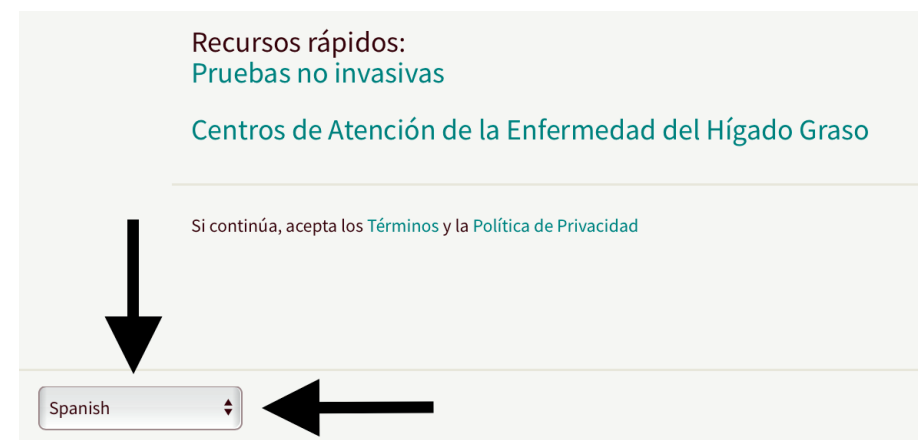 Recursos rápidos:
Pruebas no invasivas
Centros de Atención de la Enfermedad del Hígado Graso
Si continúa, acepta los Términos y la Política de Privacidad
Spanish